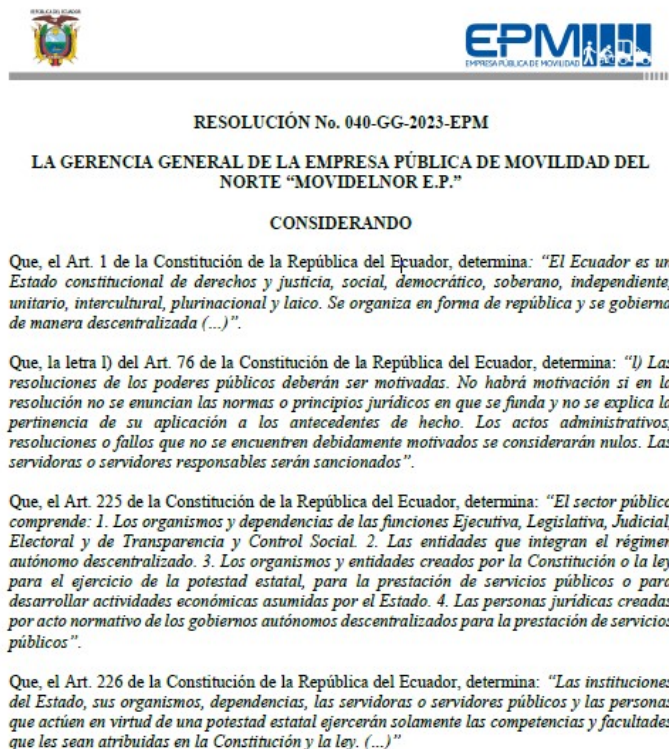 REPÚBLICA DEL ECUADOR
EPM
EMPRESA PÚBLICA DE MOVILIDAD
RESOLUCIÓN No. 040-GG-2023-EPM
LA GERENCIA GENERAL DE LA EMPRESA PÚBLICA DE MOVILIDAD DEL
NORTE “MOVIDELNOR E.P.”
CONSIDERANDO
Que, el Art. 1 de la Constitución de la República del Ecuador, determina: “El Ecuador es un
Estado constitucional de derechos y justicia, social, democrático, soberano, independiente,
unitario, intercultural, plurinacional y laico. Se organiza en forma de república y se gobierna
de manera descentralizada (...)”.
Que, la letra l) del Art. 76 de la Constitución de la República del Ecuador, determina: “l) Las
resoluciones de los poderes públicos deberán ser motivadas. No habrá motivación si en la
resolución no se enuncian las normas o principios jurídicos en que se funda y no se explica la
pertinencia de su aplicación a los antecedentes de hecho. Los actos administrativos,
resoluciones o fallos que no se encuentren debidamente motivados se considerarán nulos. Las
servidoras o servidores responsables serán sancionados”.
Que, el Art. 225 de la Constitución de la República del Ecuador, determina: “El sector público
comprende: 1. Los organismos y dependencias de las funciones Ejecutiva, Legislativa, Judicial,
Electoral y de Transparencia y Control Social. 2. Las entidades que integran el régimen
autónomo descentralizado. 3. Los organismos y entidades creados por la Constitución o la ley
para el ejercicio de la potestad estatal, para la prestación de servicios públicos o para
desarrollar actividades económicas asumidas por el Estado. 4. Las personas jurídicas creadas
por acto normativo de los gobiernos autónomos descentralizados para la prestación de servicios
públicos”.
Que, el Art. 226 de la Constitución de la República del Ecuador, determina: “Las instituciones
del Estado, sus organismos, dependencias, las servidoras o servidores públicos y las personas
que actúen en virtud de una potestad estatal ejercerán solamente las competencias y facultades
que les sean atribuidas en la Constitución y la ley. (...)”